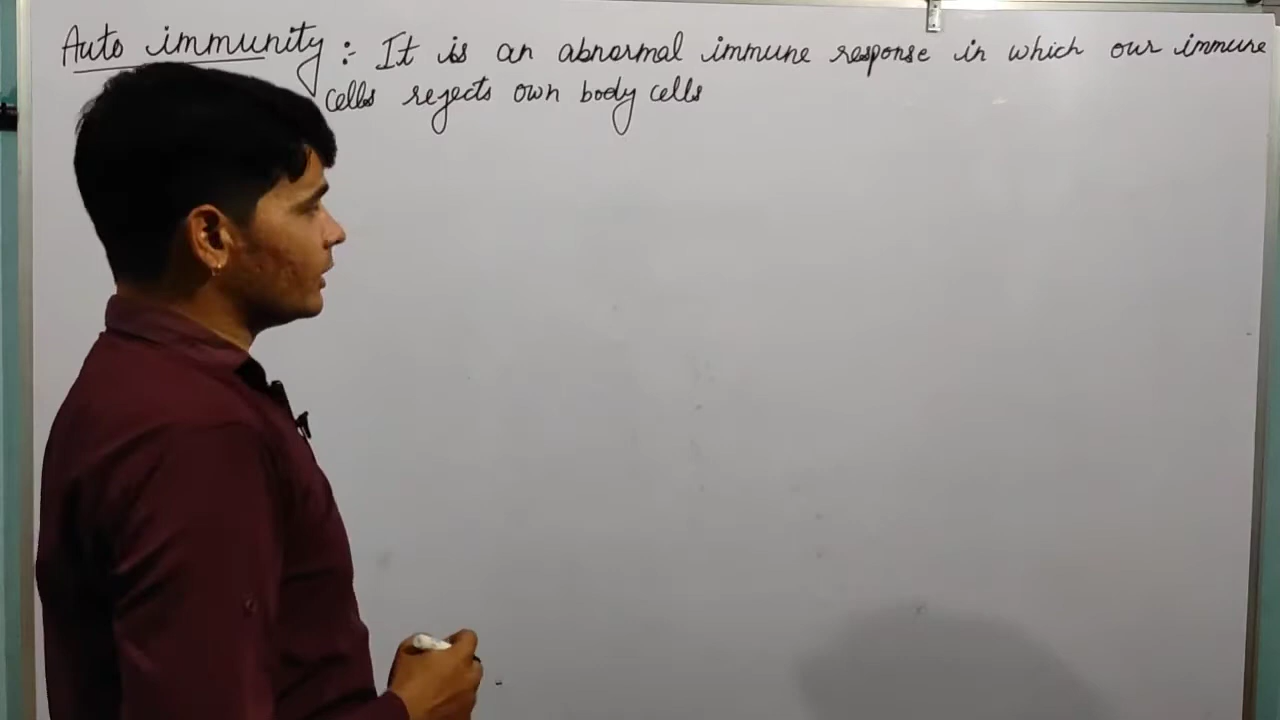 Auto immunity :- It is an abnormal immune response in which our immune
cells rejects own body cells